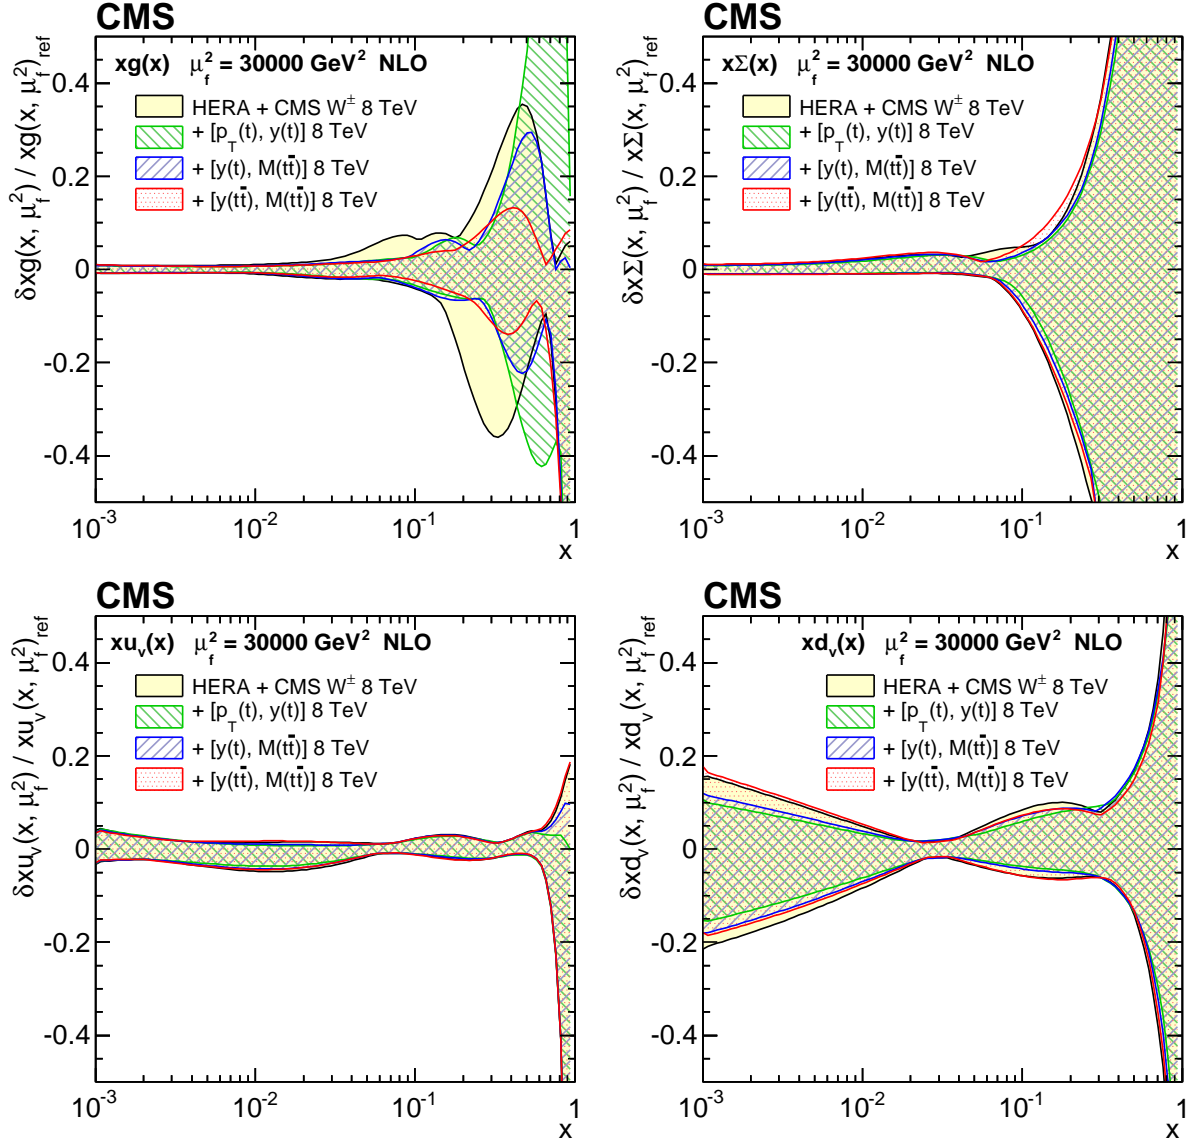 CMS
xg(x) μ_f^2 = 30000 GeV^2 NLO
HERA + CMS W^± 8 TeV
+ [p_T(t), y(t)] 8 TeV
+ [y(t), M(tt̄)] 8 TeV
+ [y(tt̄), M(tt̄)] 8 TeV
δxg(x, μ_f^2) / xg(x, μ_f^2)_ref
0.4
0.2
0
-0.2
-0.4
10^-3
10^-2
10^-1
1
x
CMS
xΣ(x) μ_f^2 = 30000 GeV^2 NLO
HERA + CMS W^± 8 TeV
+ [p_T(t), y(t)] 8 TeV
+ [y(t), M(tt̄)] 8 TeV
+ [y(tt̄), M(tt̄)] 8 TeV
δxΣ(x, μ_f^2) / xΣ(x, μ_f^2)_ref
0.4
0.2
0
-0.2
-0.4
10^-3
10^-2
10^-1
1
x
CMS
xu_v(x) μ_f^2 = 30000 GeV^2 NLO
HERA + CMS W^± 8 TeV
+ [p_T(t), y(t)] 8 TeV
+ [y(t), M(tt̄)] 8 TeV
+ [y(tt̄), M(tt̄)] 8 TeV
δxu_v(x, μ_f^2) / xu_v(x, μ_f^2)_ref
0.4
0.2
0
-0.2
-0.4
10^-3
10^-2
10^-1
1
x
CMS
xd_v(x) μ_f^2 = 30000 GeV^2 NLO
HERA + CMS W^± 8 TeV
+ [p_T(t), y(t)] 8 TeV
+ [y(t), M(tt̄)] 8 TeV
+ [y(tt̄), M(tt̄)] 8 TeV
δxd_v(x, μ_f^2) / xd_v(x, μ_f^2)_ref
0.4
0.2
0
-0.2
-0.4
10^-3
10^-2
10^-1
1
x